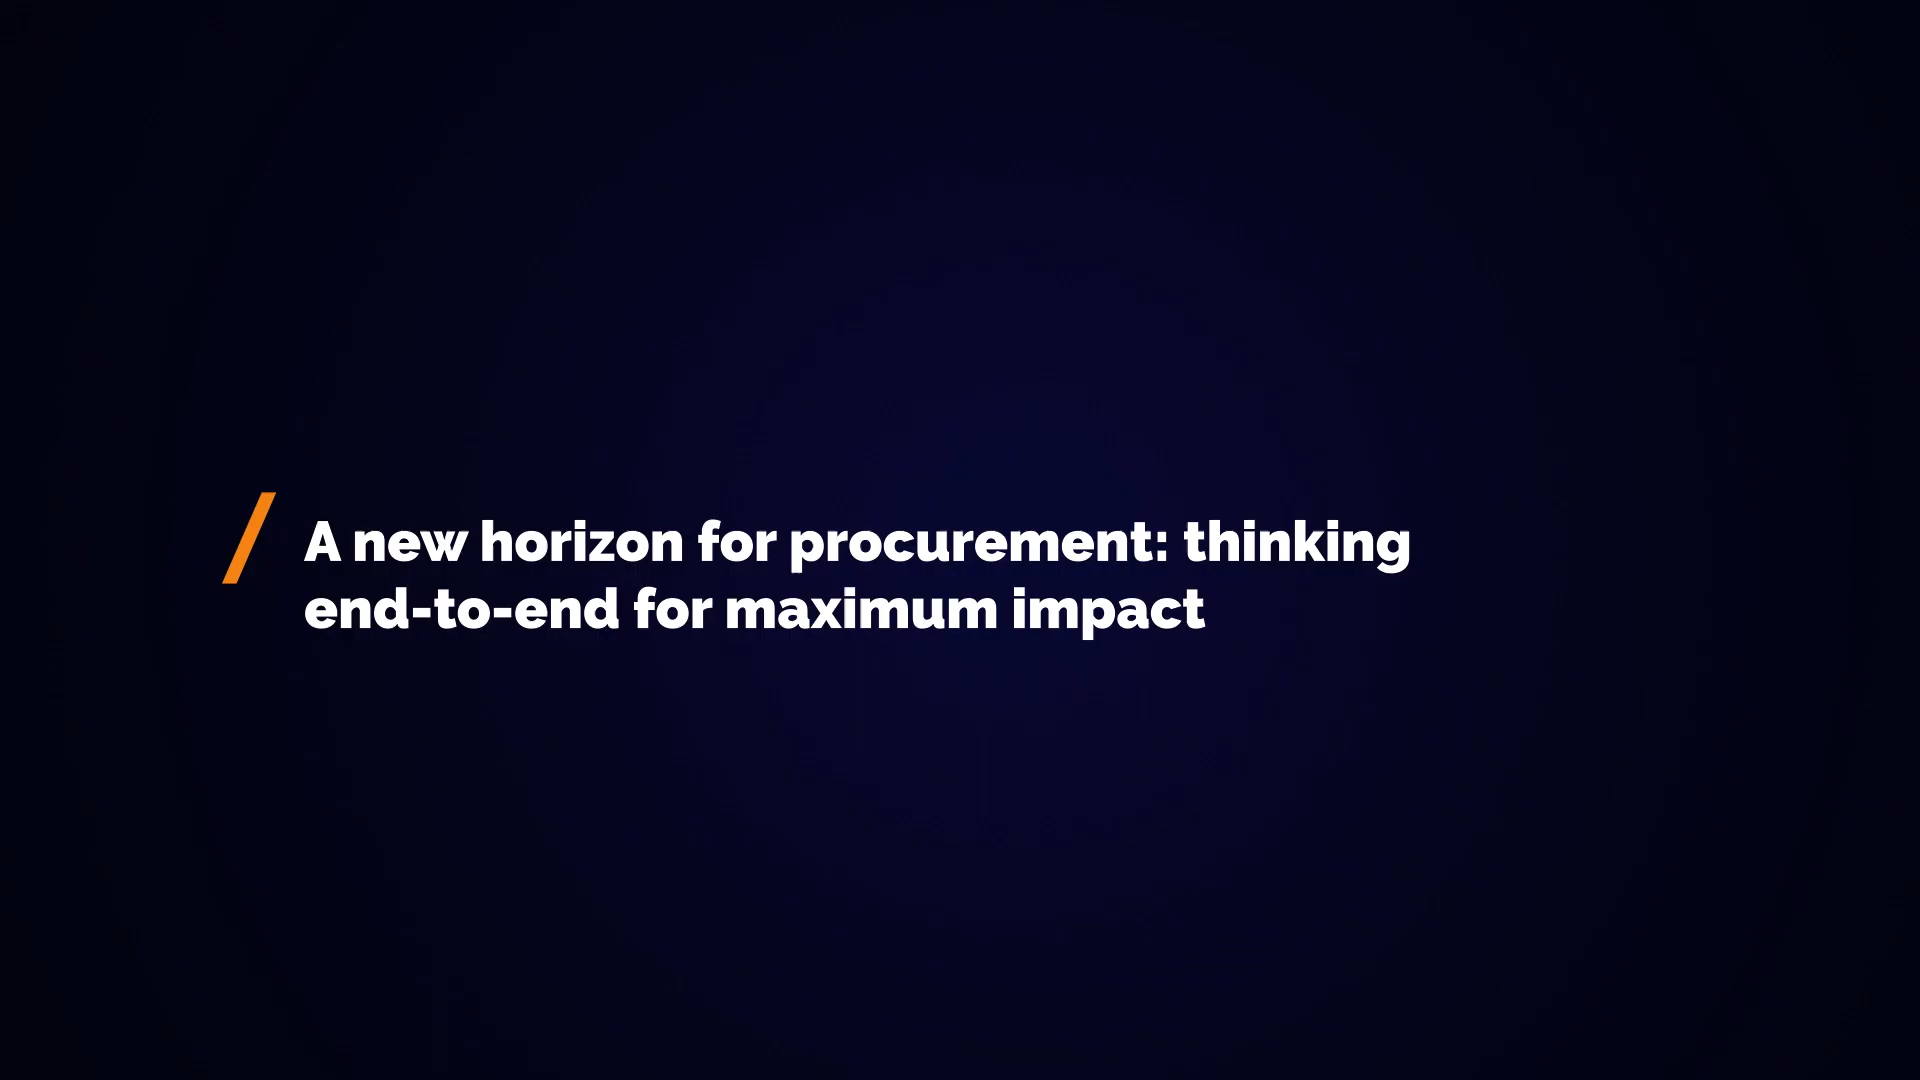 A new horizon for procurement: thinking
end-to-end for maximum impact